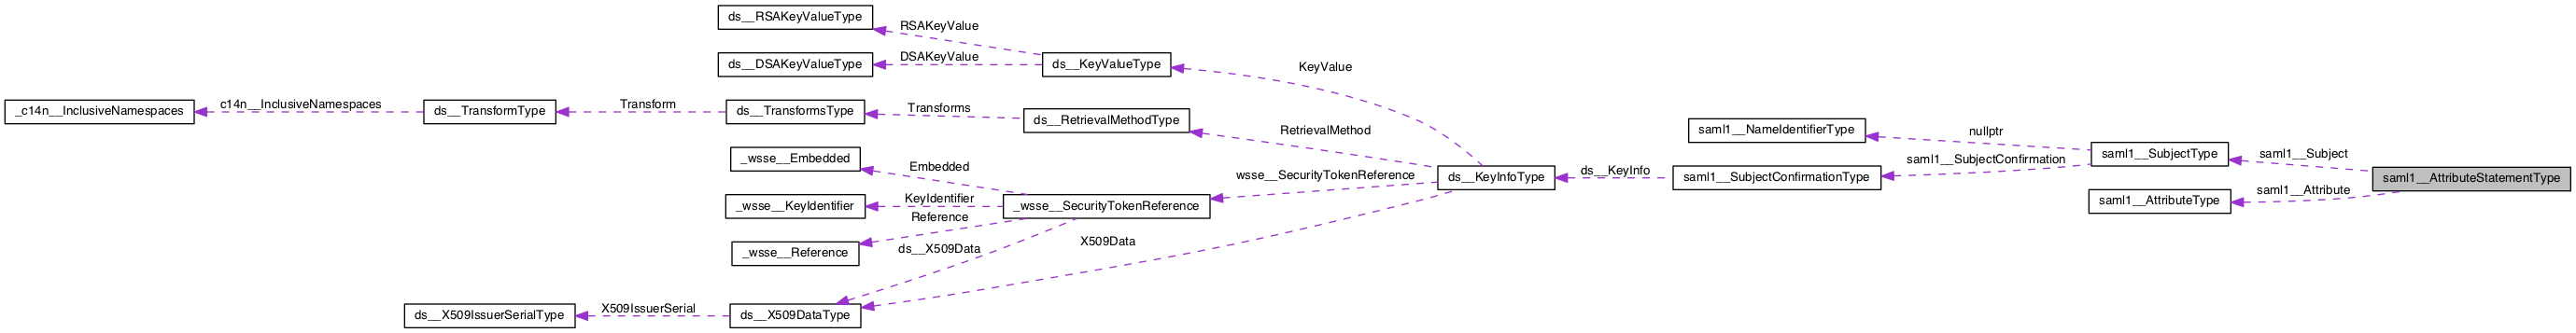 ds__RSAKeyValueType
RSAKeyValue
ds__DSAKeyValueType
DSAKeyValue
ds__KeyValueType
KeyValue
_c14n__InclusiveNamespaces
c14n__InclusiveNamespaces
ds__TransformType
Transform
ds__TransformsType
Transforms
ds__RetrievalMethodType
RetrievalMethod
saml1__NameIdentifierType
nullptr
_wsse__Embedded
Embedded
saml1__SubjectConfirmation
saml1__SubjectType
saml1__Subject
wsse__SecurityTokenReference
ds__KeyInfoType
ds__KeyInfo
saml1__SubjectConfirmationType
saml1__AttributeStatementType
saml1__Attribute
saml1__AttributeType
_wsse__KeyIdentifier
KeyIdentifier
_wsse__SecurityTokenReference
Reference
_wsse__Reference
ds__X509Data
X509Data
ds__X509IssuerSerialType
X509IssuerSerial
ds__X509DataType